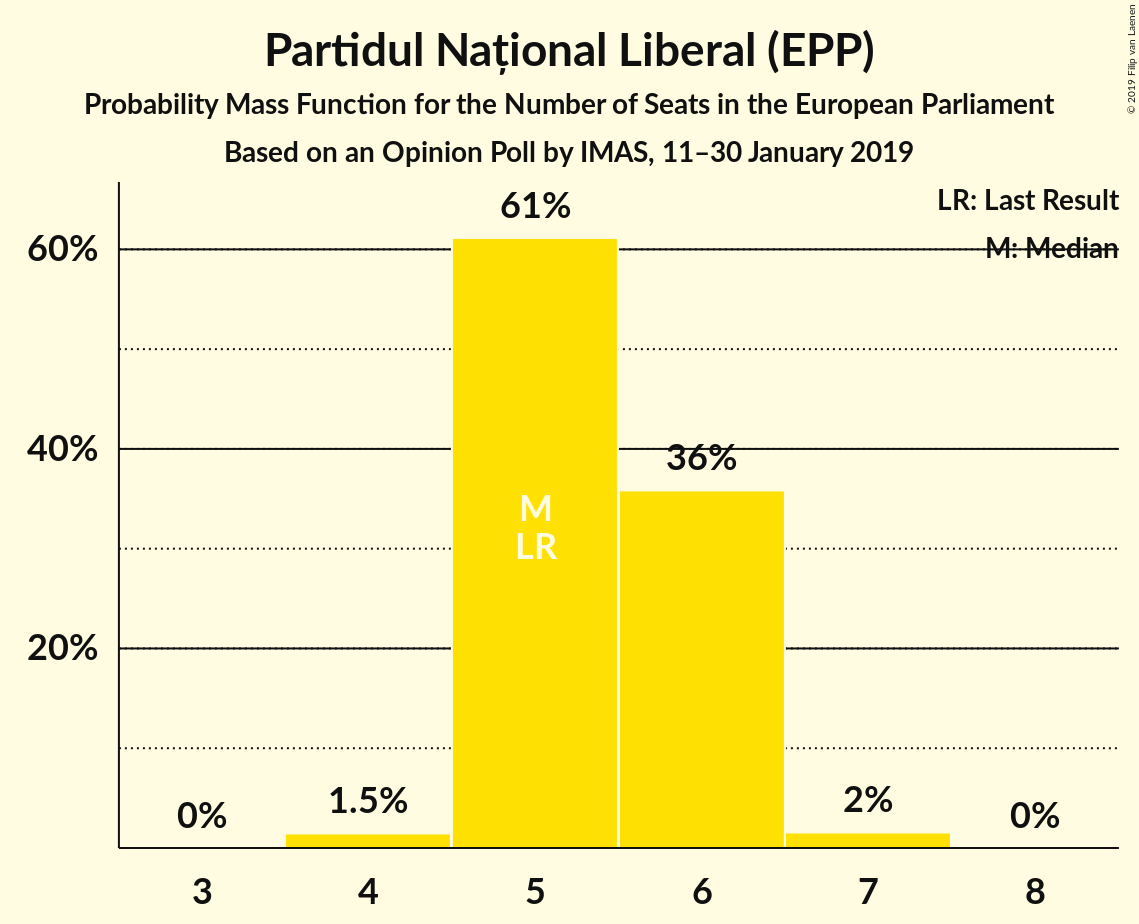 Partidul Național Liberal (EPP)
Probability Mass Function for the Number of Seats in the European Parliament
Based on an Opinion Poll by IMAS, 11–30 January 2019
© 2019 Filip van Laenen
LR: Last Result
M: Median
60%
40%
20%
0%
1.5%
61%
M
LR
36%
2%
0%
3
4
5
6
7
8